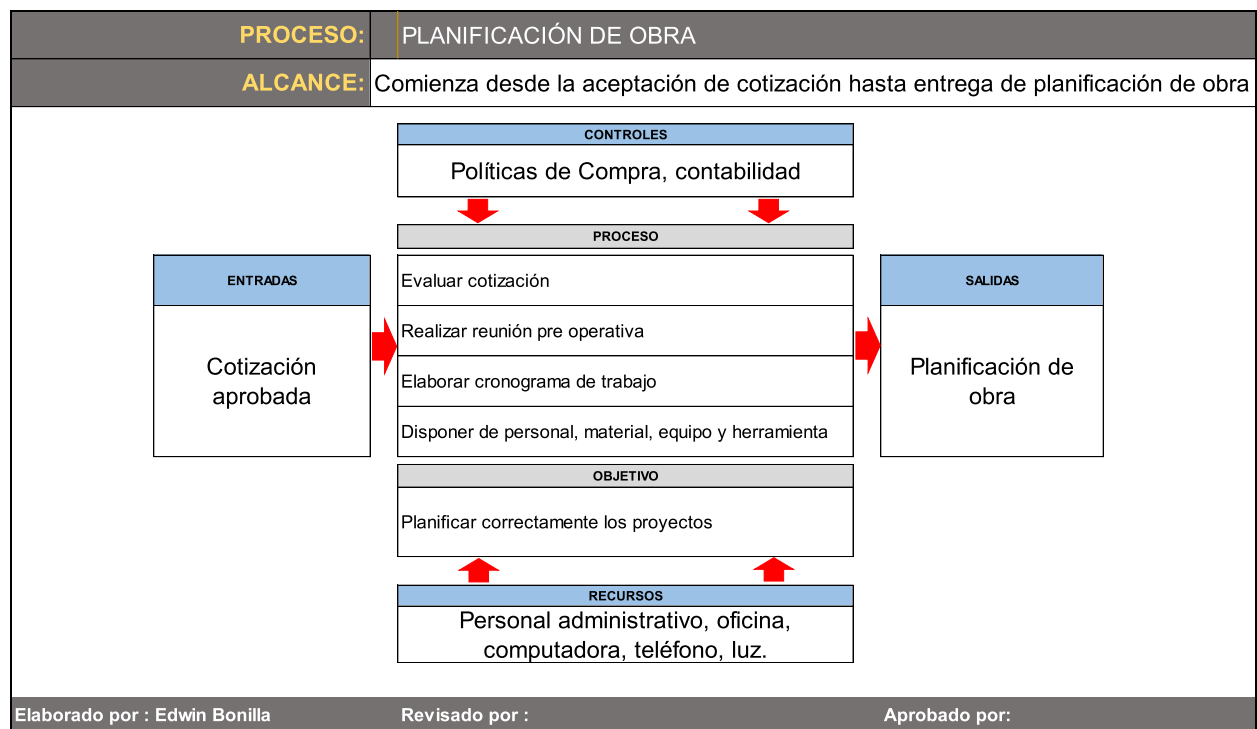 PROCESO: PLANIFICACIÓN DE OBRA
ALCANCE: Comienza desde la aceptación de cotización hasta entrega de planificación de obra
CONTROLES
Políticas de Compra, contabilidad
PROCESO
ENTRADAS
Cotización
aprobada
Evaluar cotización
Realizar reunión pre operativa
Elaborar cronograma de trabajo
Disponer de personal, material, equipo y herramienta
SALIDAS
Planificación de
obra
OBJETIVO
Planificar correctamente los proyectos
RECURSOS
Personal administrativo, oficina,
computadora, teléfono, luz.
Elaborado por : Edwin Bonilla Revisado por : Aprobado por: